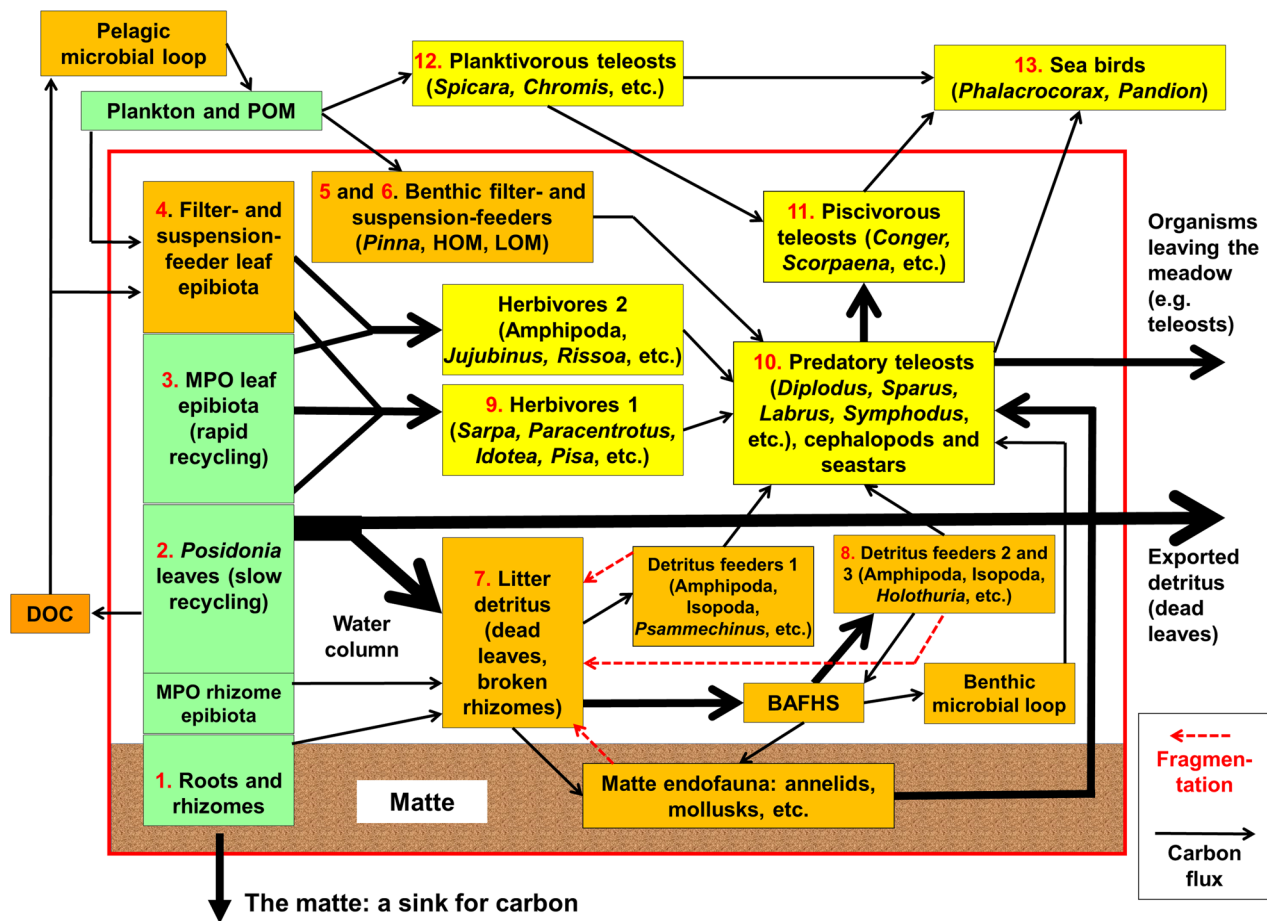 Pelagic
microbial loop
Plankton and POM
12. Planktivorous teleosts
(Spicara, Chromis, etc.)
13. Sea birds
(Phalacrocorax, Pandion)
4. Filter- and
suspension-
feeder leaf
epibiota
5 and 6. Benthic filter- and
suspension-feeders
(Pinna, HOM, LOM)
11. Piscivorous
teleosts (Conger,
Scorpaena, etc.)
Organisms
leaving the
meadow
(e.g.
teleosts)
Herbivores 2
(Amphipoda,
Jujubinus, Rissoa, etc.)
3. MPO leaf
epibiota
(rapid
recycling)
9. Herbivores 1
(Sarpa, Paracentrotus,
Idotea, Pisa, etc.)
10. Predatory teleosts
(Diplodus, Sparus,
Labrus, Symphodus,
etc.), cephalopods and
seastars
2. Posidonia
leaves (slow
recycling)
DOC
Water
column
7. Litter
detritus
(dead
leaves,
broken
rhizomes)
Detritus feeders 1
(Amphipoda,
Isopoda,
Psammechinus, etc.)
8. Detritus feeders 2 and
3 (Amphipoda, Isopoda,
Holothuria, etc.)
Exported
detritus
(dead
leaves)
MPO rhizome
epibiota
BAFHS
Benthic
microbial loop
1. Roots and
rhizomes
Matte
Matte endofauna: annelids,
mollusks, etc.
Fragmen-
tation
Carbon
flux
The matte: a sink for carbon